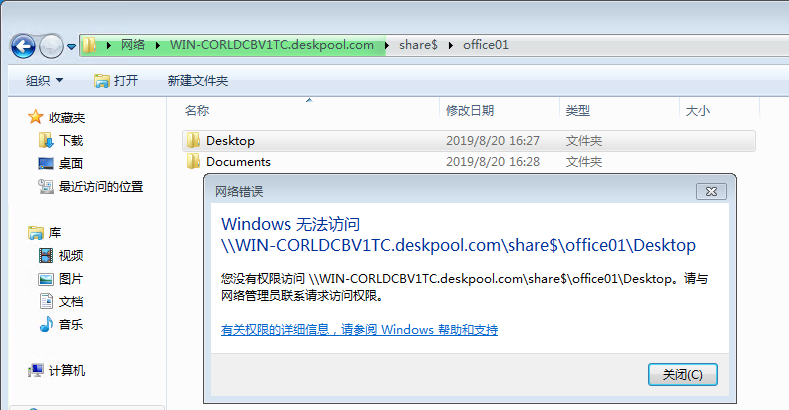 网络 WIN-CORLDCBV1TC.deskpool.com share$ office01
组织 打开 新建文件夹
名称 修改日期 类型 大小
收藏夹
下载
桌面
最近访问的位置
库
视频
图片
文档
音乐
计算机
Desktop 2019/8/20 16:27 文件夹
Documents 2019/8/20 16:28 文件夹
网络错误
Windows 无法访问
\\WIN-CORLDCBV1TC.deskpool.com\share$\office01\Desktop
您没有权限访问 \\WIN-CORLDCBV1TC.deskpool.com\share$\office01\Desktop。请与
网络管理员联系请求访问权限。
有关权限的详细信息，请参阅 Windows 帮助和支持
关闭(C)